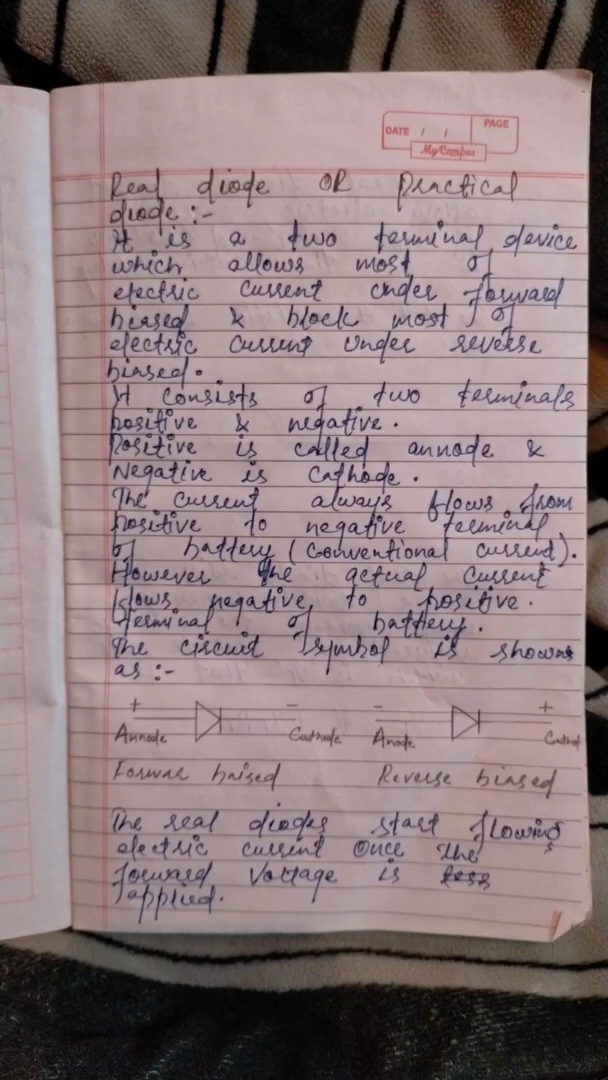 DATE / / PAGE
MyCampus
Real diode OR Practical
diode :-
It is a two terminal device
which allows most of
electric current under forward
biased & block most of
electric current under reverse
biased.
It consists of two terminals
positive & negative.
Positive is called annode &
Negative is Cathode.
The current always flows from
positive to negative terminal
of battery (conventional current).
However the actual current
flows negative to positive.
terminal of battery.
The circuit symbol is shown
as :-
+ - - +
Annode Cathode Anode Cathod
Forwar baised Reverse biased
The real diodes start flowing
electric current once the
forward voltage is less
applied.